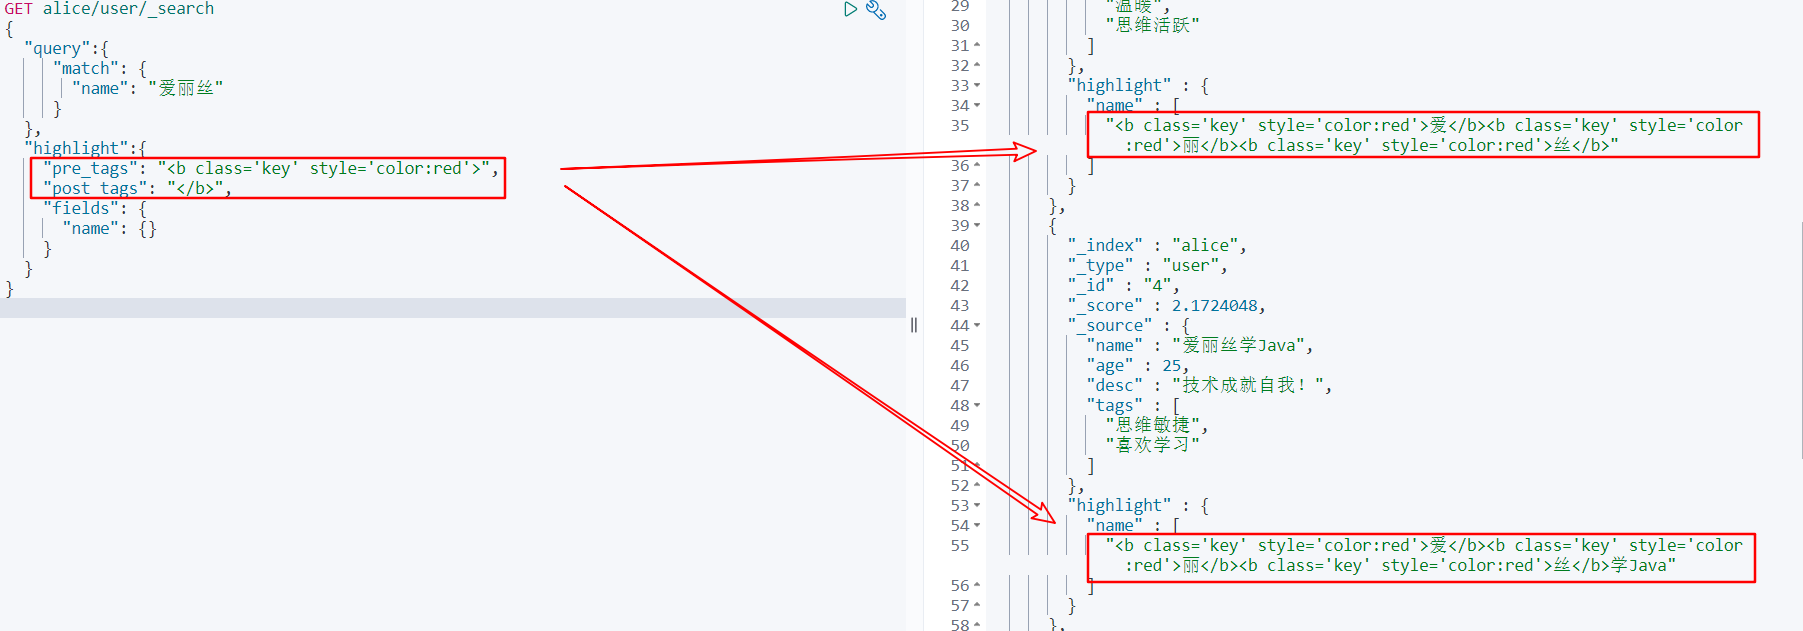 GET alice/user/_search
{
"query":{
"match": {
"name": "爱丽丝"
}
},
"highlight":{
"pre_tags": "<b class='key' style='color:red'>",
"post_tags": "</b>",
"fields": {
"name": {}
}
}
}
29 "温暖",
30 "思维活跃"
31 ]
32 },
33 "highlight" : {
34 "name" : [
35 "<b class='key' style='color:red'>爱</b><b class='key' style='color
:red'>丽</b><b class='key' style='color:red'>丝</b>"
36 ]
37 }
38 },
39 {
40 "_index" : "alice",
41 "_type" : "user",
42 "_id" : "4",
43 "_score" : 2.1724048,
44 "_source" : {
45 "name" : "爱丽丝学Java",
46 "age" : 25,
47 "desc" : "技术成就自我！",
48 "tags" : [
49 "思维敏捷",
50 "喜欢学习"
51 ]
52 },
53 "highlight" : {
54 "name" : [
55 "<b class='key' style='color:red'>爱</b><b class='key' style='color
:red'>丽</b><b class='key' style='color:red'>丝</b>学Java"
56 ]
57 }
58 },